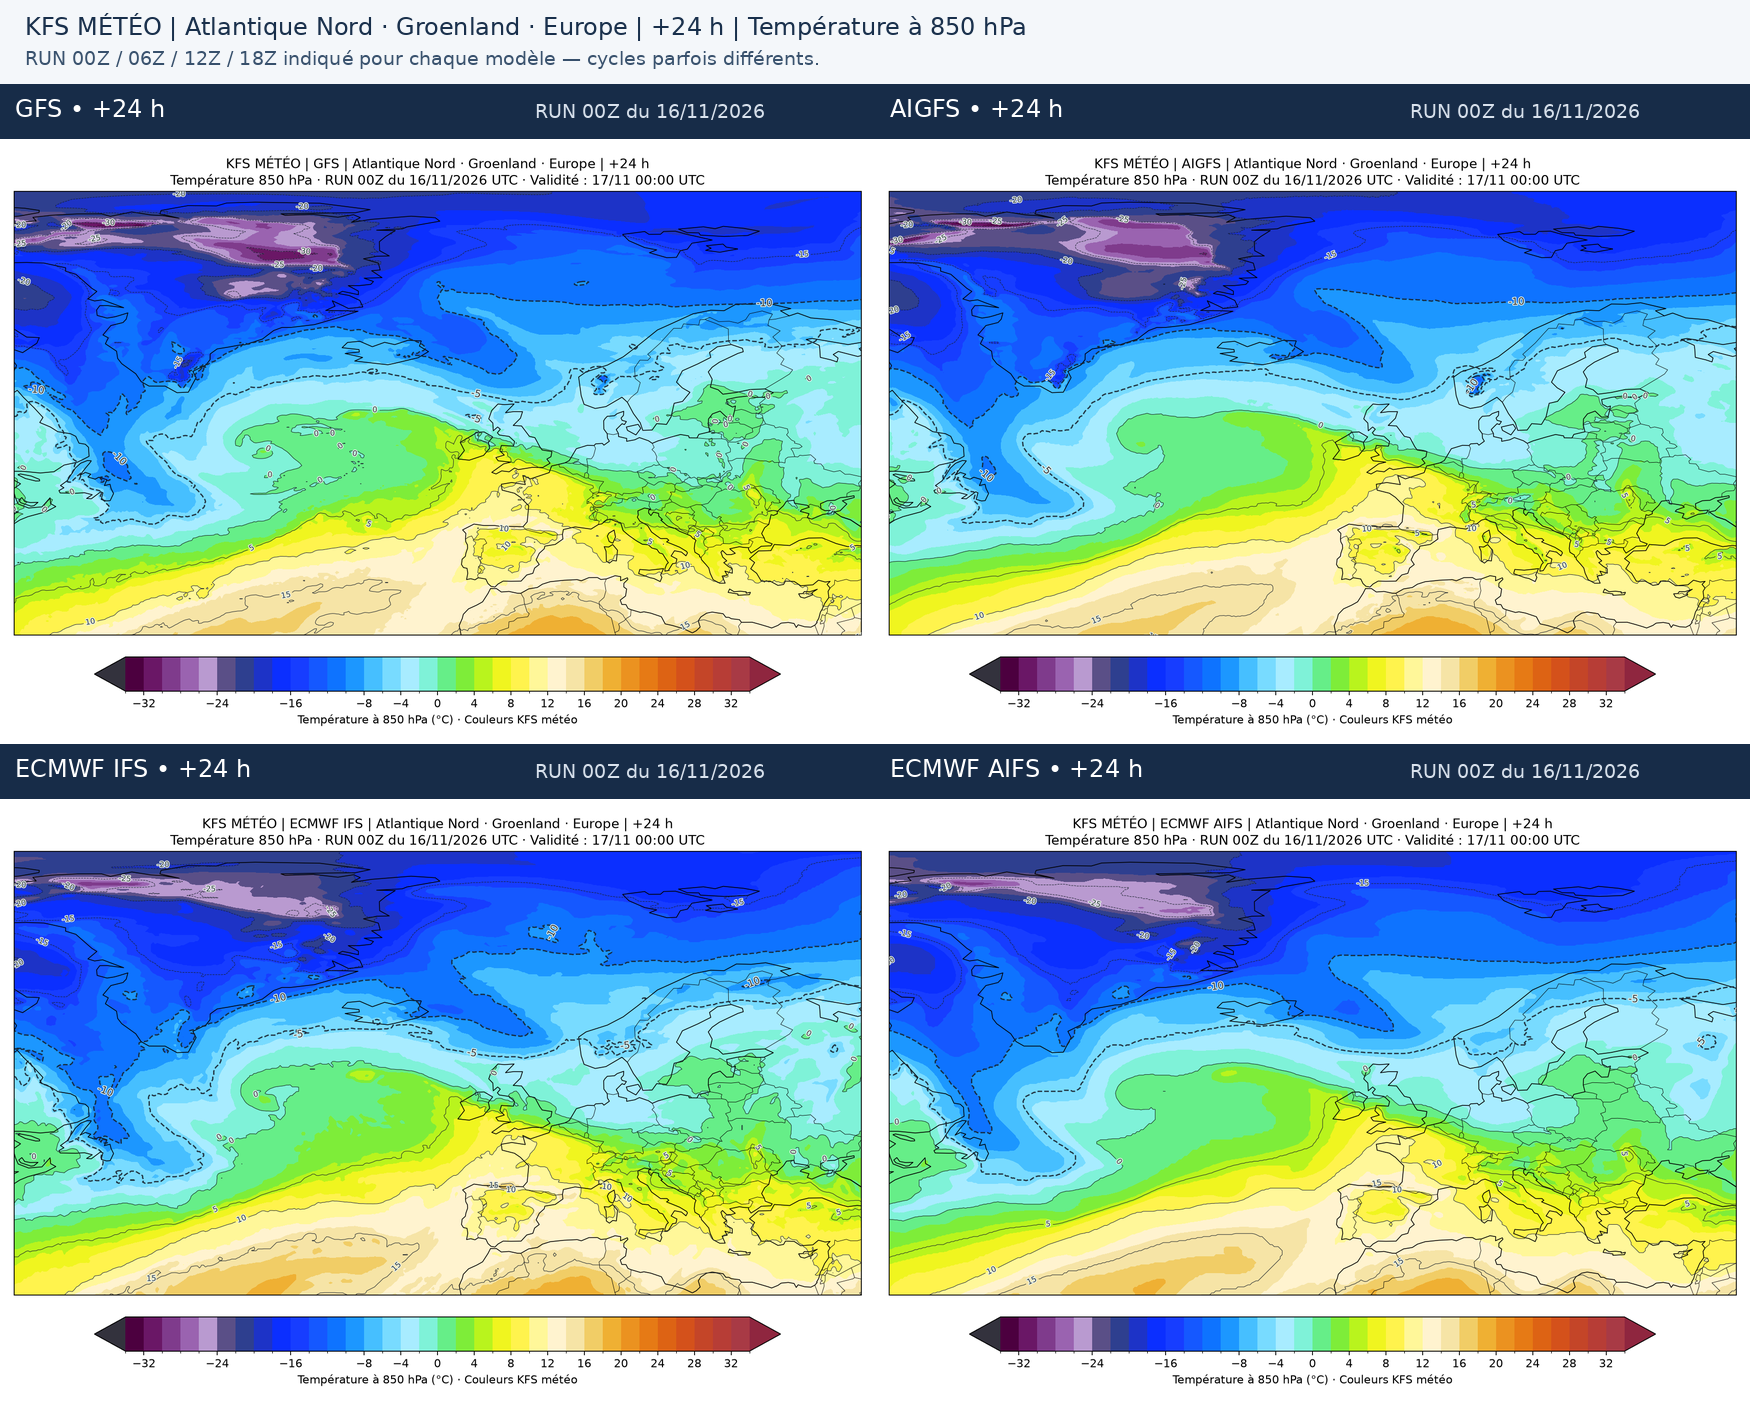 KFS MÉTÉO | Atlantique Nord · Groenland · Europe | +24 h | Température à 850 hPa
RUN 00Z / 06Z / 12Z / 18Z indiqué pour chaque modèle — cycles parfois différents.
GFS • +24 h RUN 00Z du 16/11/2026
KFS MÉTÉO | GFS | Atlantique Nord · Groenland · Europe | +24 h
Température 850 hPa · RUN 00Z du 16/11/2026 UTC · Validité : 17/11 00:00 UTC
−32 −24 −16 −8 −4 0 4 8 12 16 20 24 28 32
Température à 850 hPa (°C) · Couleurs KFS météo
AIGFS • +24 h RUN 00Z du 16/11/2026
KFS MÉTÉO | AIGFS | Atlantique Nord · Groenland · Europe | +24 h
Température 850 hPa · RUN 00Z du 16/11/2026 UTC · Validité : 17/11 00:00 UTC
−32 −24 −16 −8 −4 0 4 8 12 16 20 24 28 32
Température à 850 hPa (°C) · Couleurs KFS météo
ECMWF IFS • +24 h RUN 00Z du 16/11/2026
KFS MÉTÉO | ECMWF IFS | Atlantique Nord · Groenland · Europe | +24 h
Température 850 hPa · RUN 00Z du 16/11/2026 UTC · Validité : 17/11 00:00 UTC
−32 −24 −16 −8 −4 0 4 8 12 16 20 24 28 32
Température à 850 hPa (°C) · Couleurs KFS météo
ECMWF AIFS • +24 h RUN 00Z du 16/11/2026
KFS MÉTÉO | ECMWF AIFS | Atlantique Nord · Groenland · Europe | +24 h
Température 850 hPa · RUN 00Z du 16/11/2026 UTC · Validité : 17/11 00:00 UTC
−32 −24 −16 −8 −4 0 4 8 12 16 20 24 28 32
Température à 850 hPa (°C) · Couleurs KFS météo